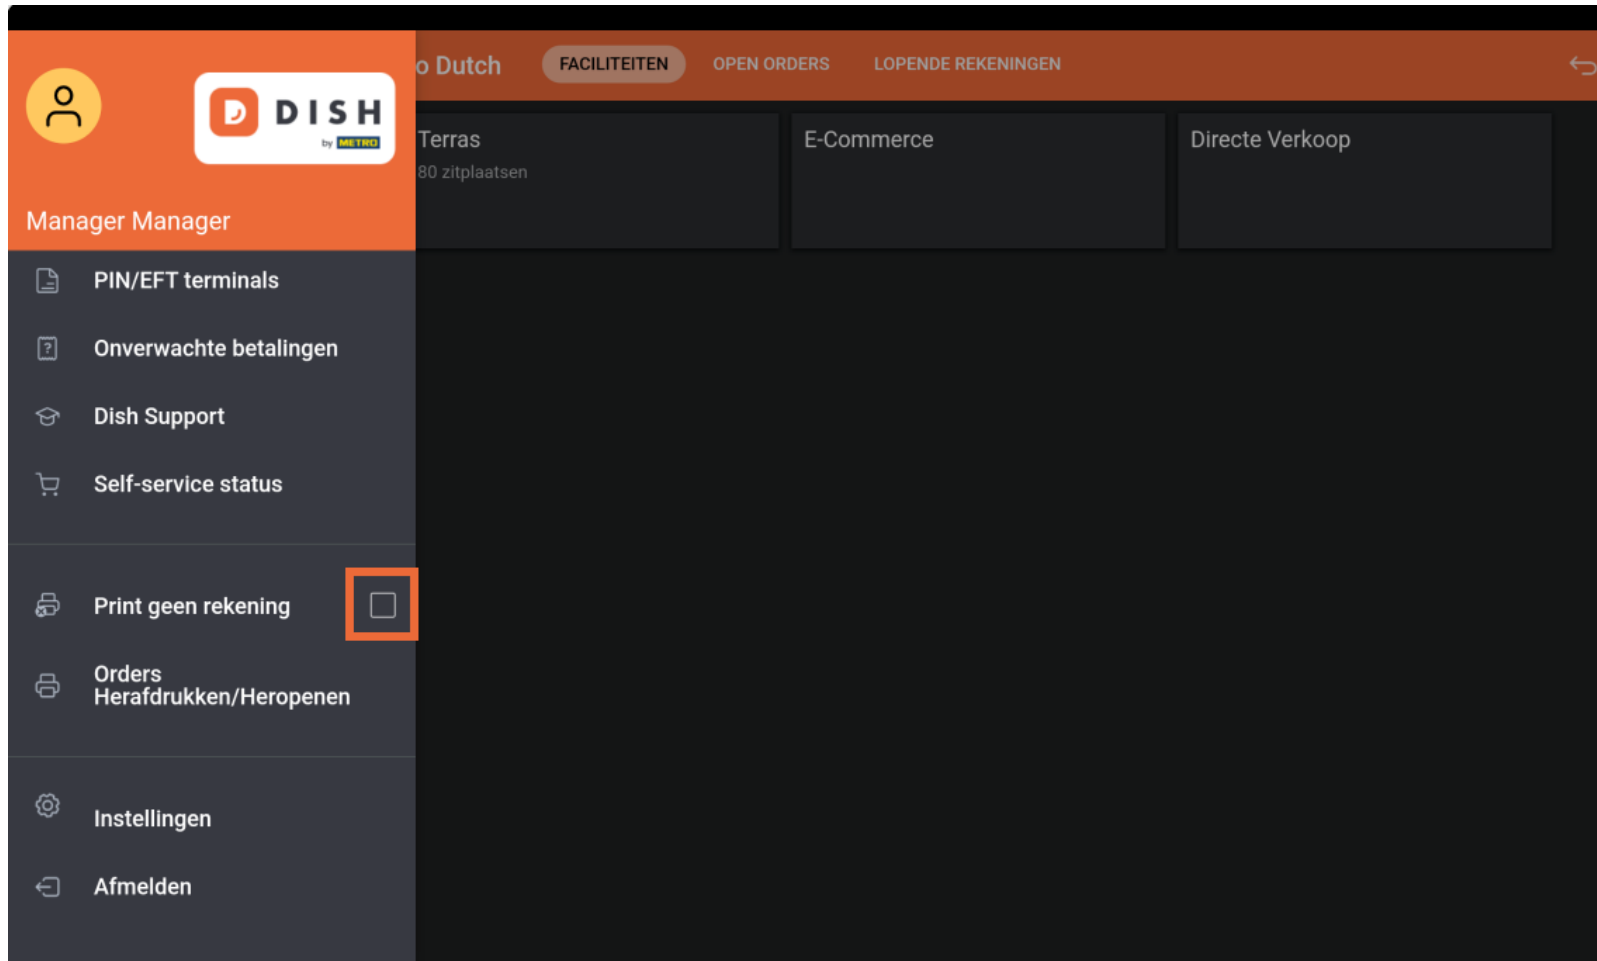 o Dutch
FACILITEITEN
OPEN ORDERS
LOPENDE REKENINGEN
DISH
by METRO
Manager Manager
Terras
80 zitplaatsen
E-Commerce
Directe Verkoop
PIN/EFT terminals
Onverwachte betalingen
Dish Support
Self-service status
Print geen rekening
Orders
Herafdrukken/Heropenen
Instellingen
Afmelden